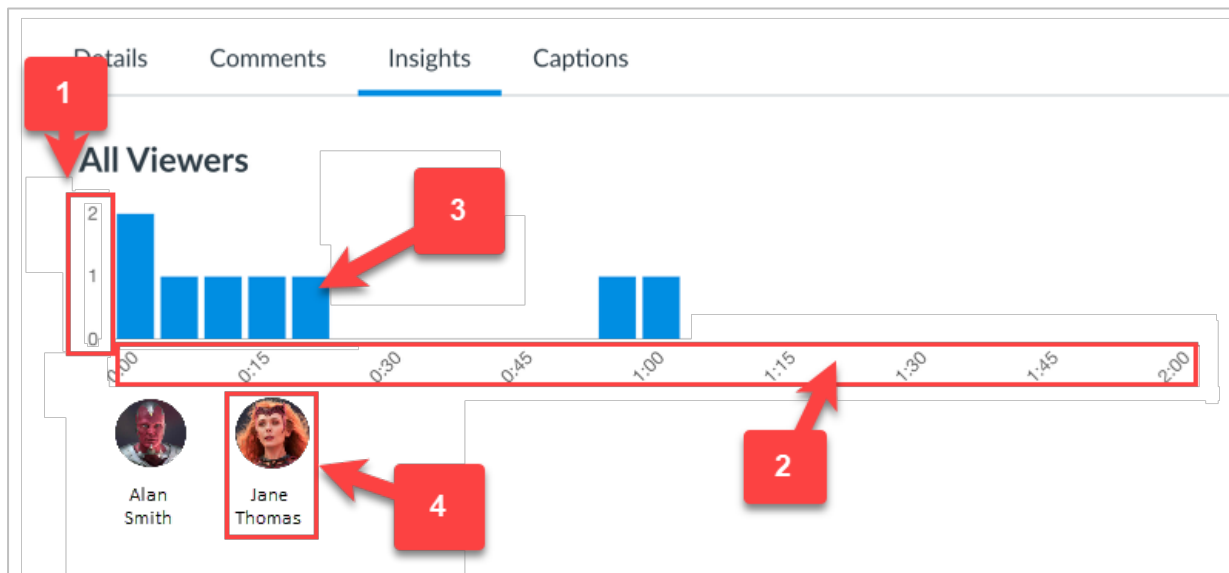 Details Comments Insights Captions
1
All Viewers
3
2
1
0
0:00 0:15 0:30 0:45 1:00 1:15 1:30 1:45 2:00
2
4
Alan Smith
Jane Thomas